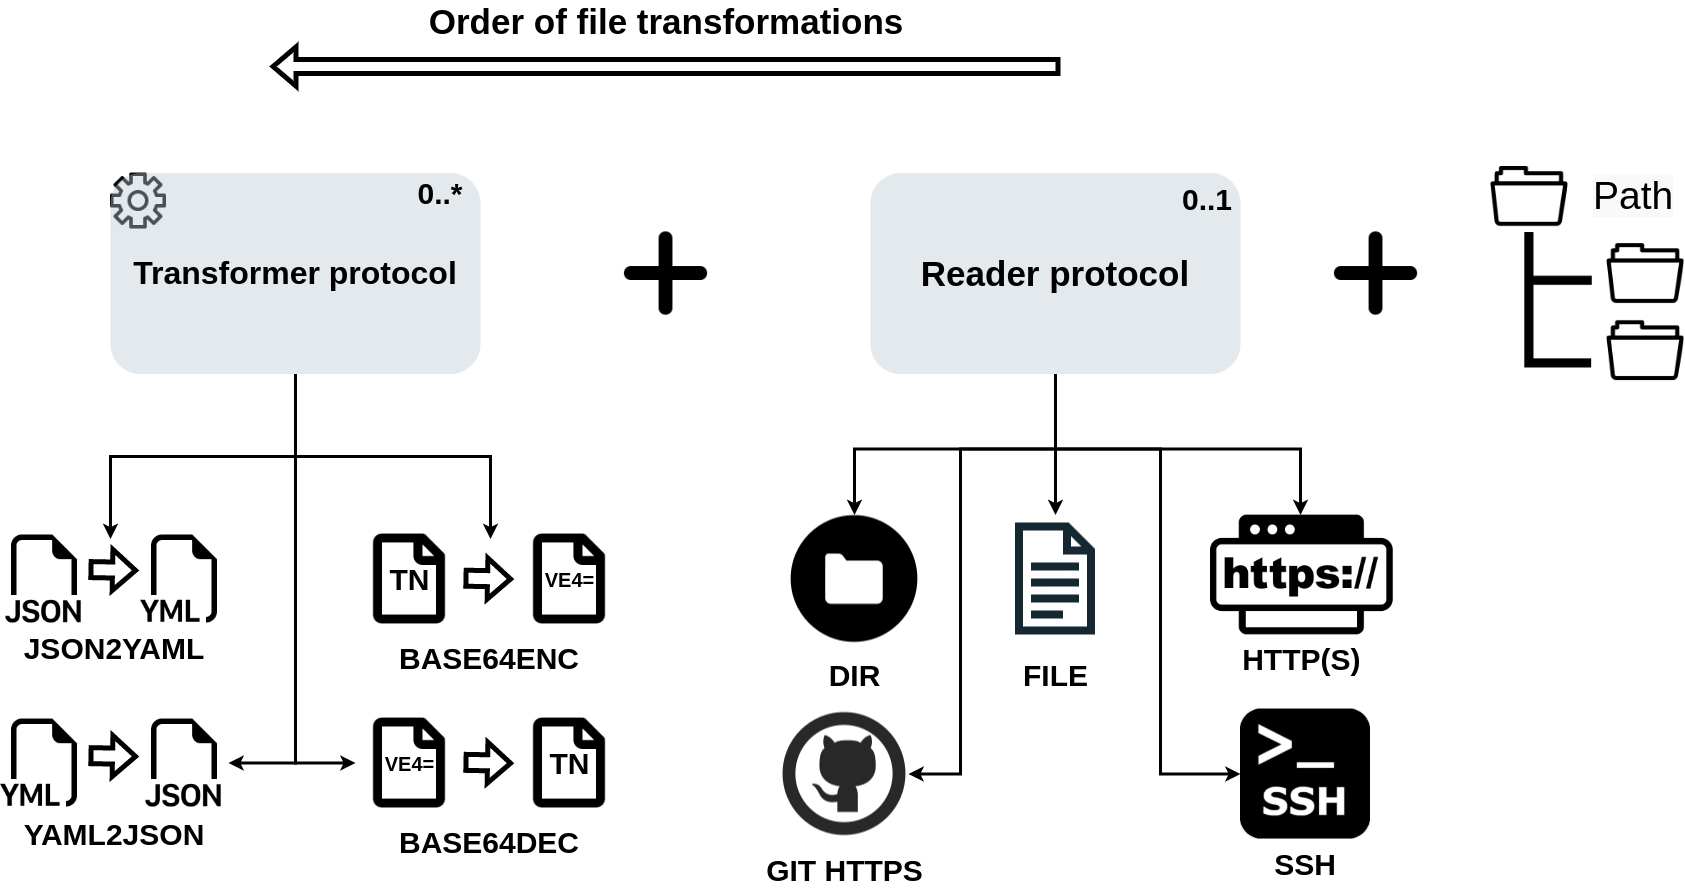 Order of file transformations
0..*
Transformer protocol
0..1
Reader protocol
Path
JSON
YML
JSON2YAML
TN
VE4=
BASE64ENC
YML
JSON
YAML2JSON
VE4=
TN
BASE64DEC
DIR
FILE
https://
HTTP(S)
GIT HTTPS
>_
SSH
SSH